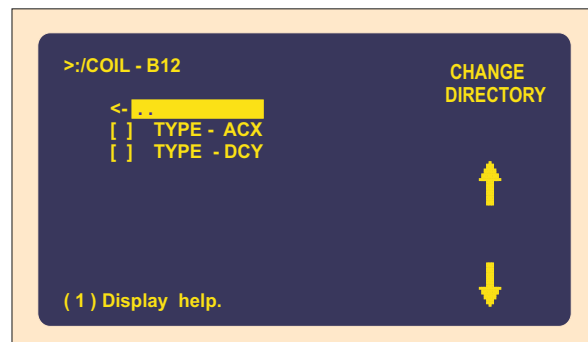 >:/COIL - B12
CHANGE
DIRECTORY
<- . .
[ ] TYPE - ACX
[ ] TYPE - DCY
( 1 ) Display help.